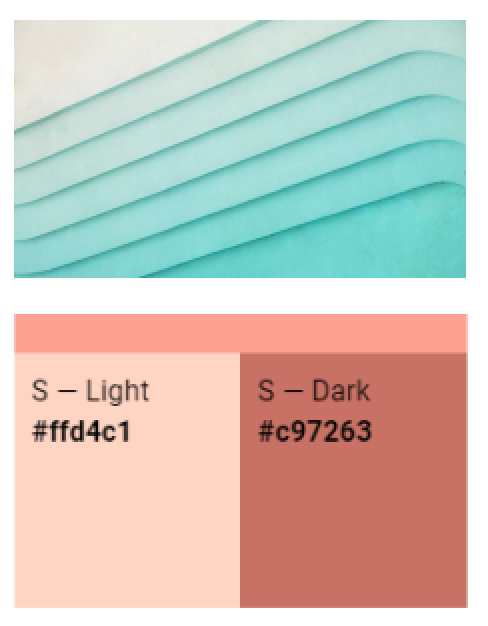 S — Light
#ffd4c1
S — Dark
#c97263